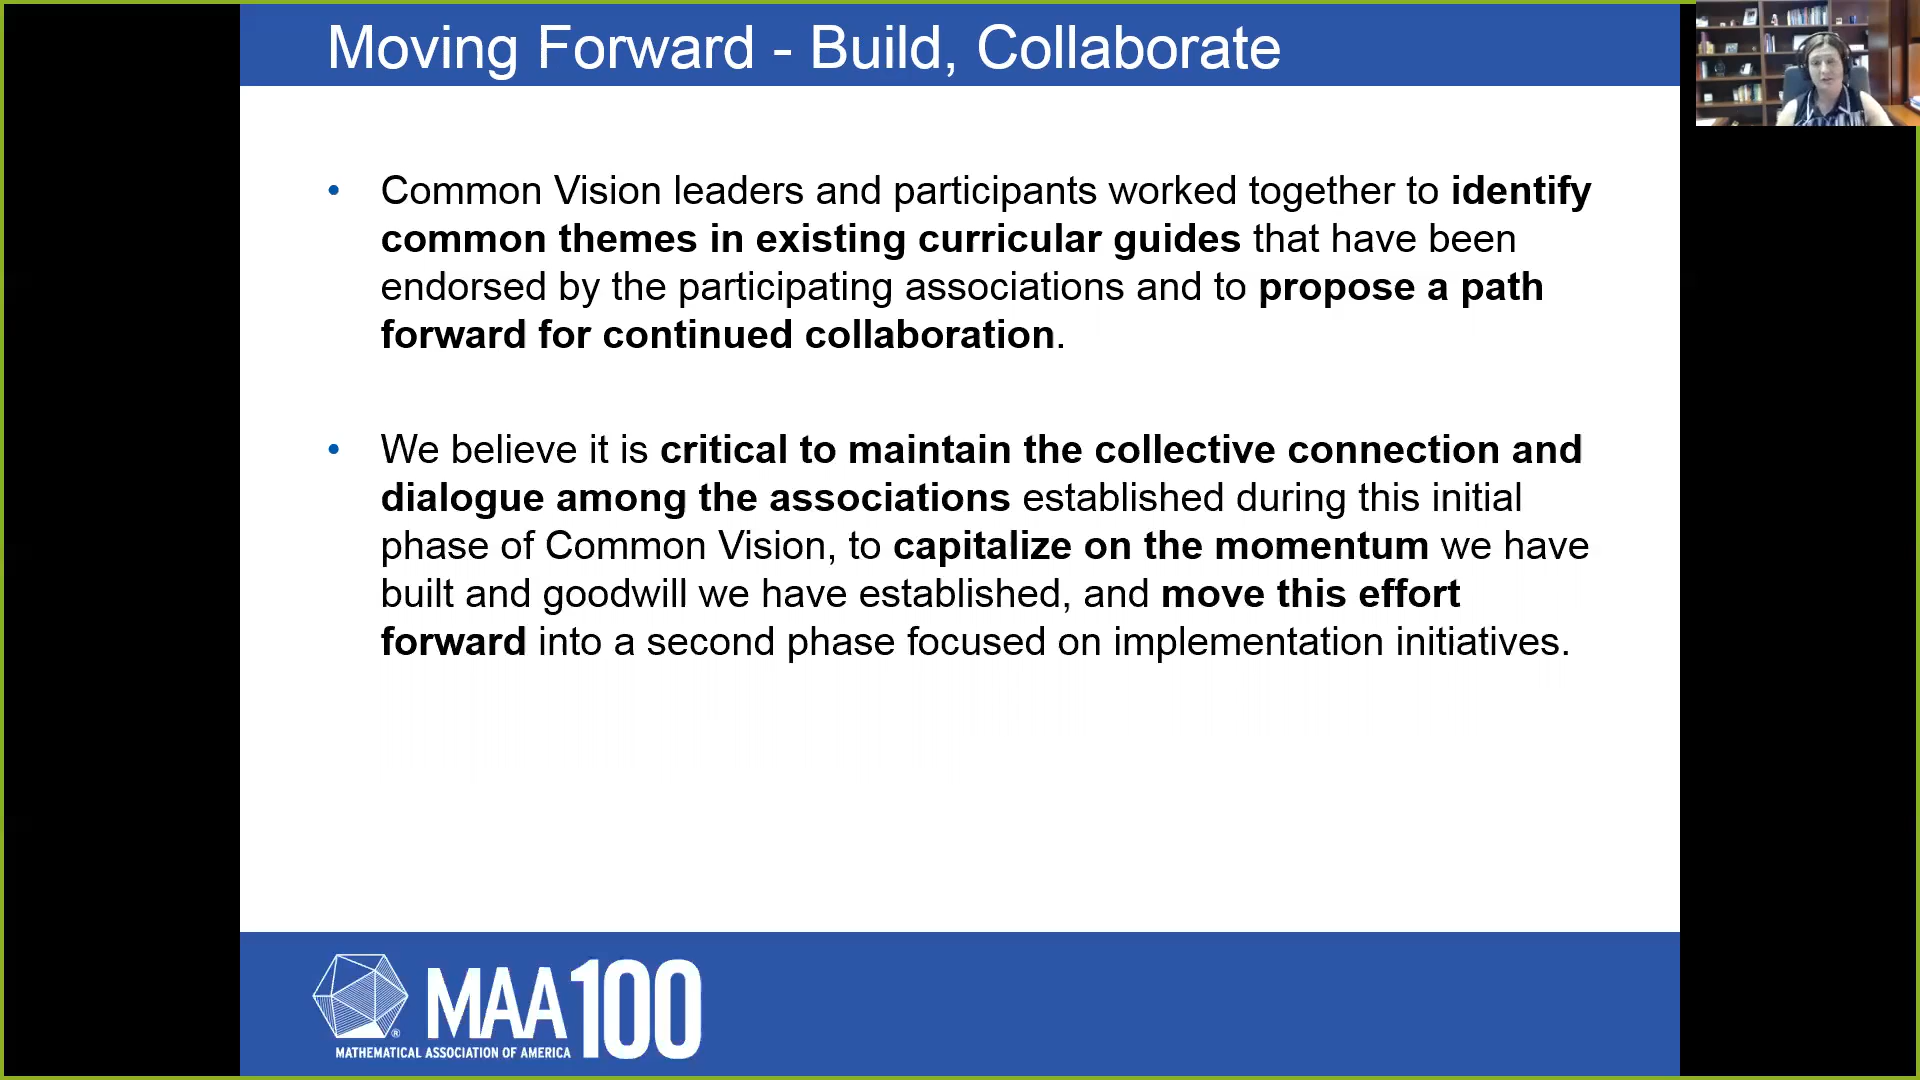 Moving Forward - Build, Collaborate
• Common Vision leaders and participants worked together to identify
common themes in existing curricular guides that have been
endorsed by the participating associations and to propose a path
forward for continued collaboration.
• We believe it is critical to maintain the collective connection and
dialogue among the associations established during this initial
phase of Common Vision, to capitalize on the momentum we have
built and goodwill we have established, and move this effort
forward into a second phase focused on implementation initiatives.
® MAA100
MATHEMATICAL ASSOCIATION OF AMERICA